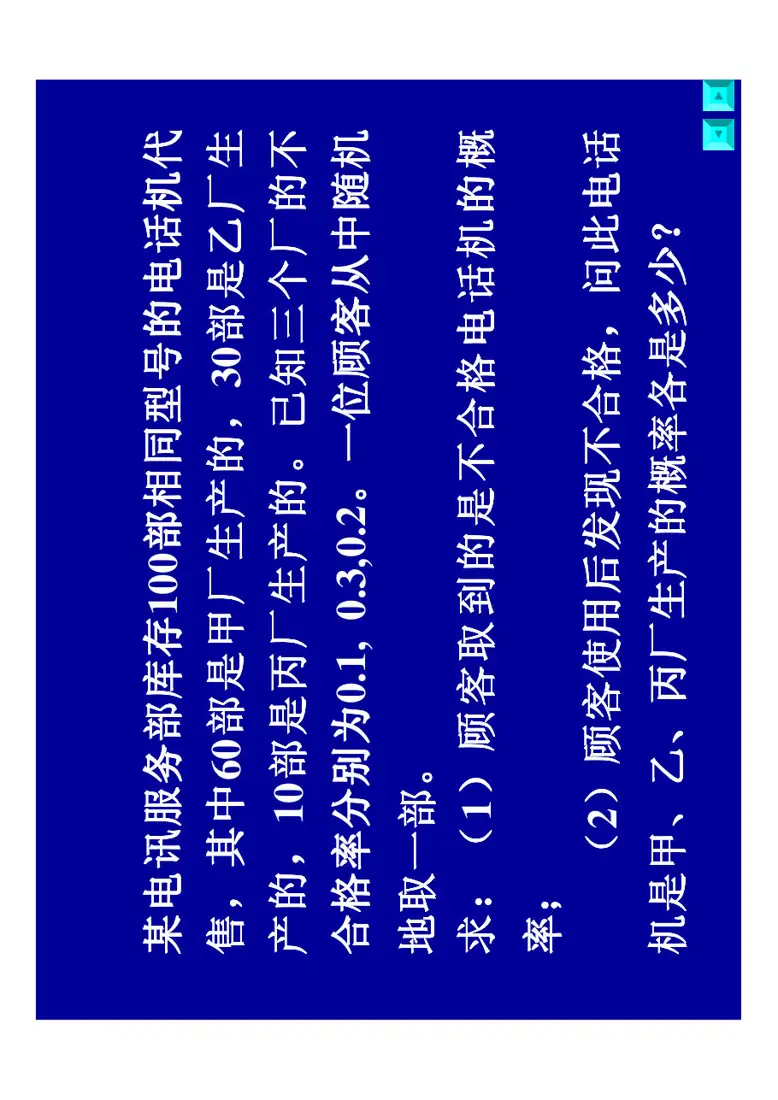 某电讯服务部库存100部相同型号的电话机代
售，其中60部是甲厂生产的，30部是乙厂生
产的，10部是丙厂生产的。已知三个厂的不
合格率分别为0.1, 0.3,0.2。一位顾客从中随机
地取一部。
求：（1）顾客取到的是不合格电话机的概
率；
（2）顾客使用后发现不合格，问此电话
机是甲、乙、丙厂生产的概率各是多少？